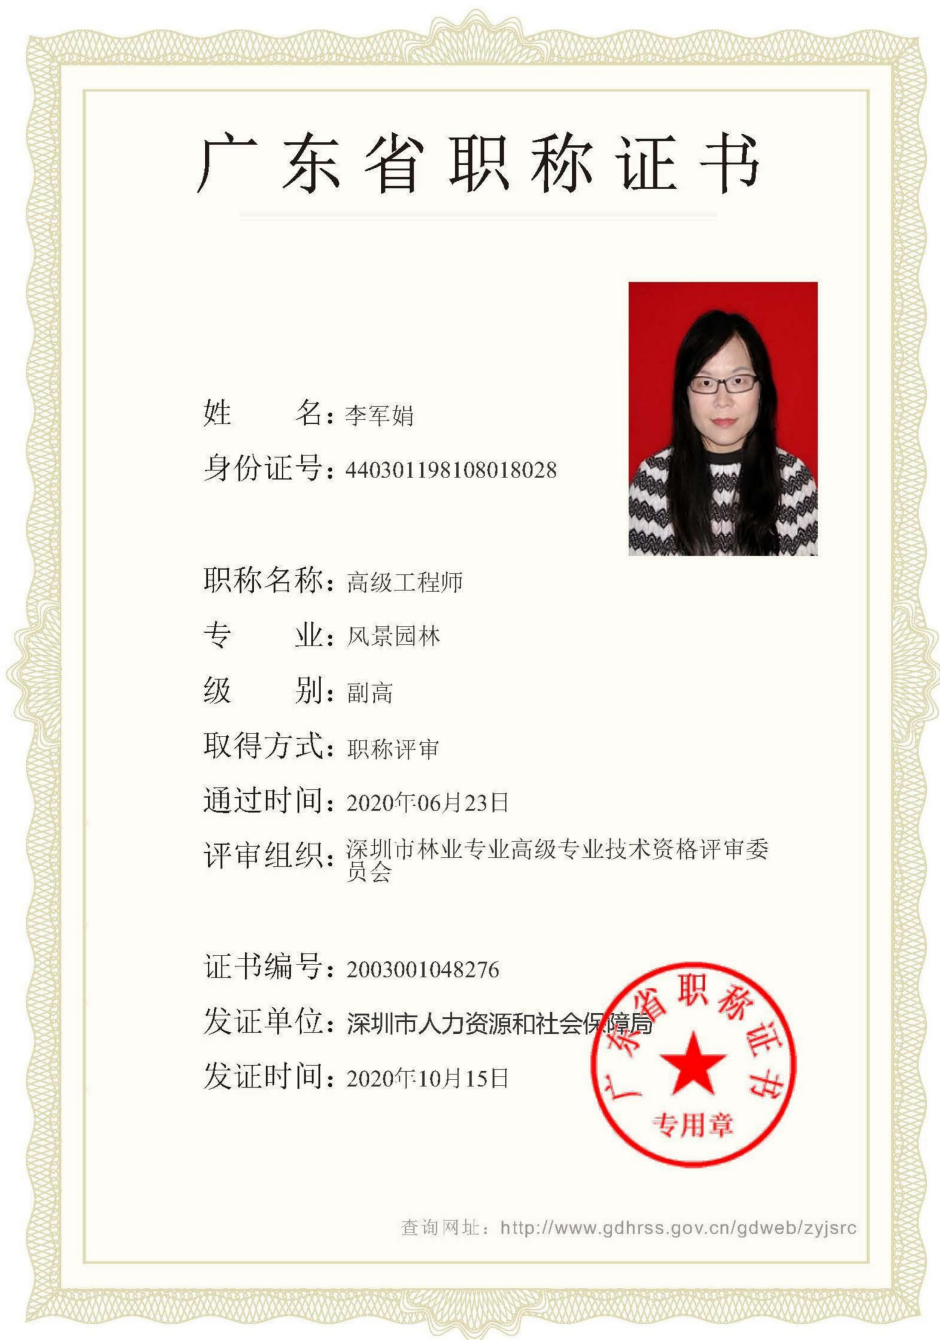 广东省职称证书
姓 名：李军娟
身份证号：440301198108018028
职称名称：高级工程师
专 业：风景园林
级 别：副高
取得方式：职称评审
通过时间：2020年06月23日
评审组织：深圳市林业专业高级专业技术资格评审委
员会
证书编号：2003001048276
发证单位：深圳市人力资源和社会保障局
发证时间：2020年10月15日
广东省职称证书
专用章
查询网址：http://www.gdhrss.gov.cn/gdweb/zyjsrc